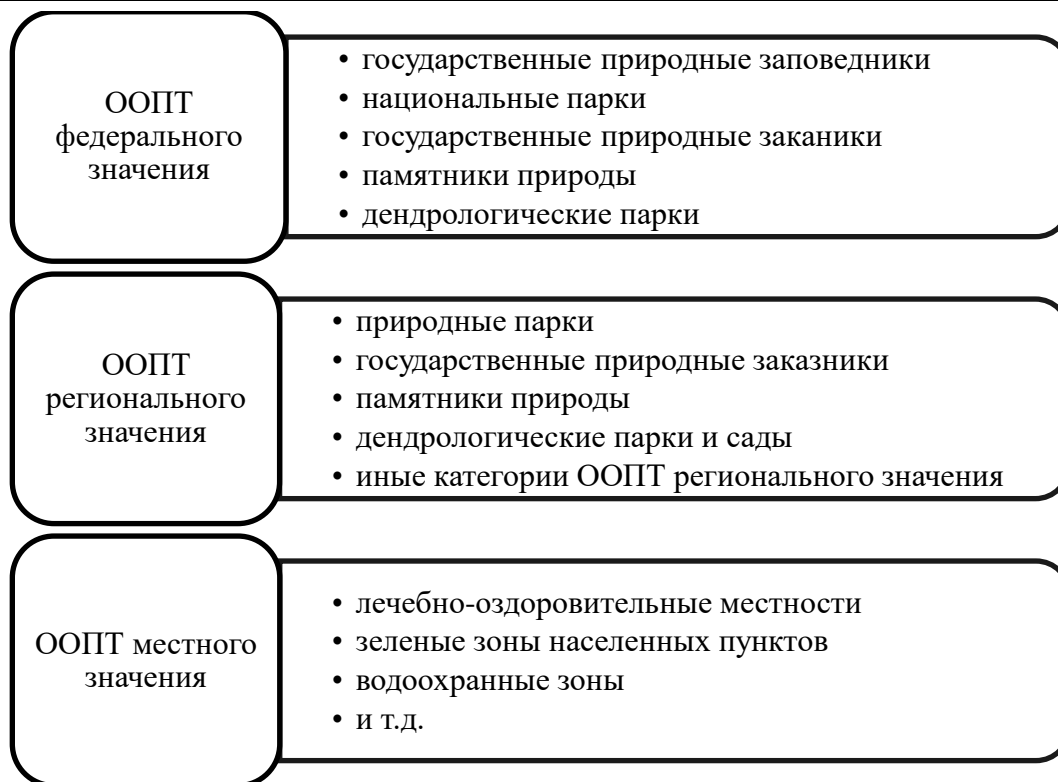 ООПТ
федерального
значения
• государственные природные заповедники
• национальные парки
• государственные природные заканики
• памятники природы
• дендрологические парки
ООПТ
регионального
значения
• природные парки
• государственные природные заказники
• памятники природы
• дендрологические парки и сады
• иные категории ООПТ регионального значения
ООПТ местного
значения
• лечебно-оздоровительные местности
• зеленые зоны населенных пунктов
• водоохранные зоны
• и т.д.